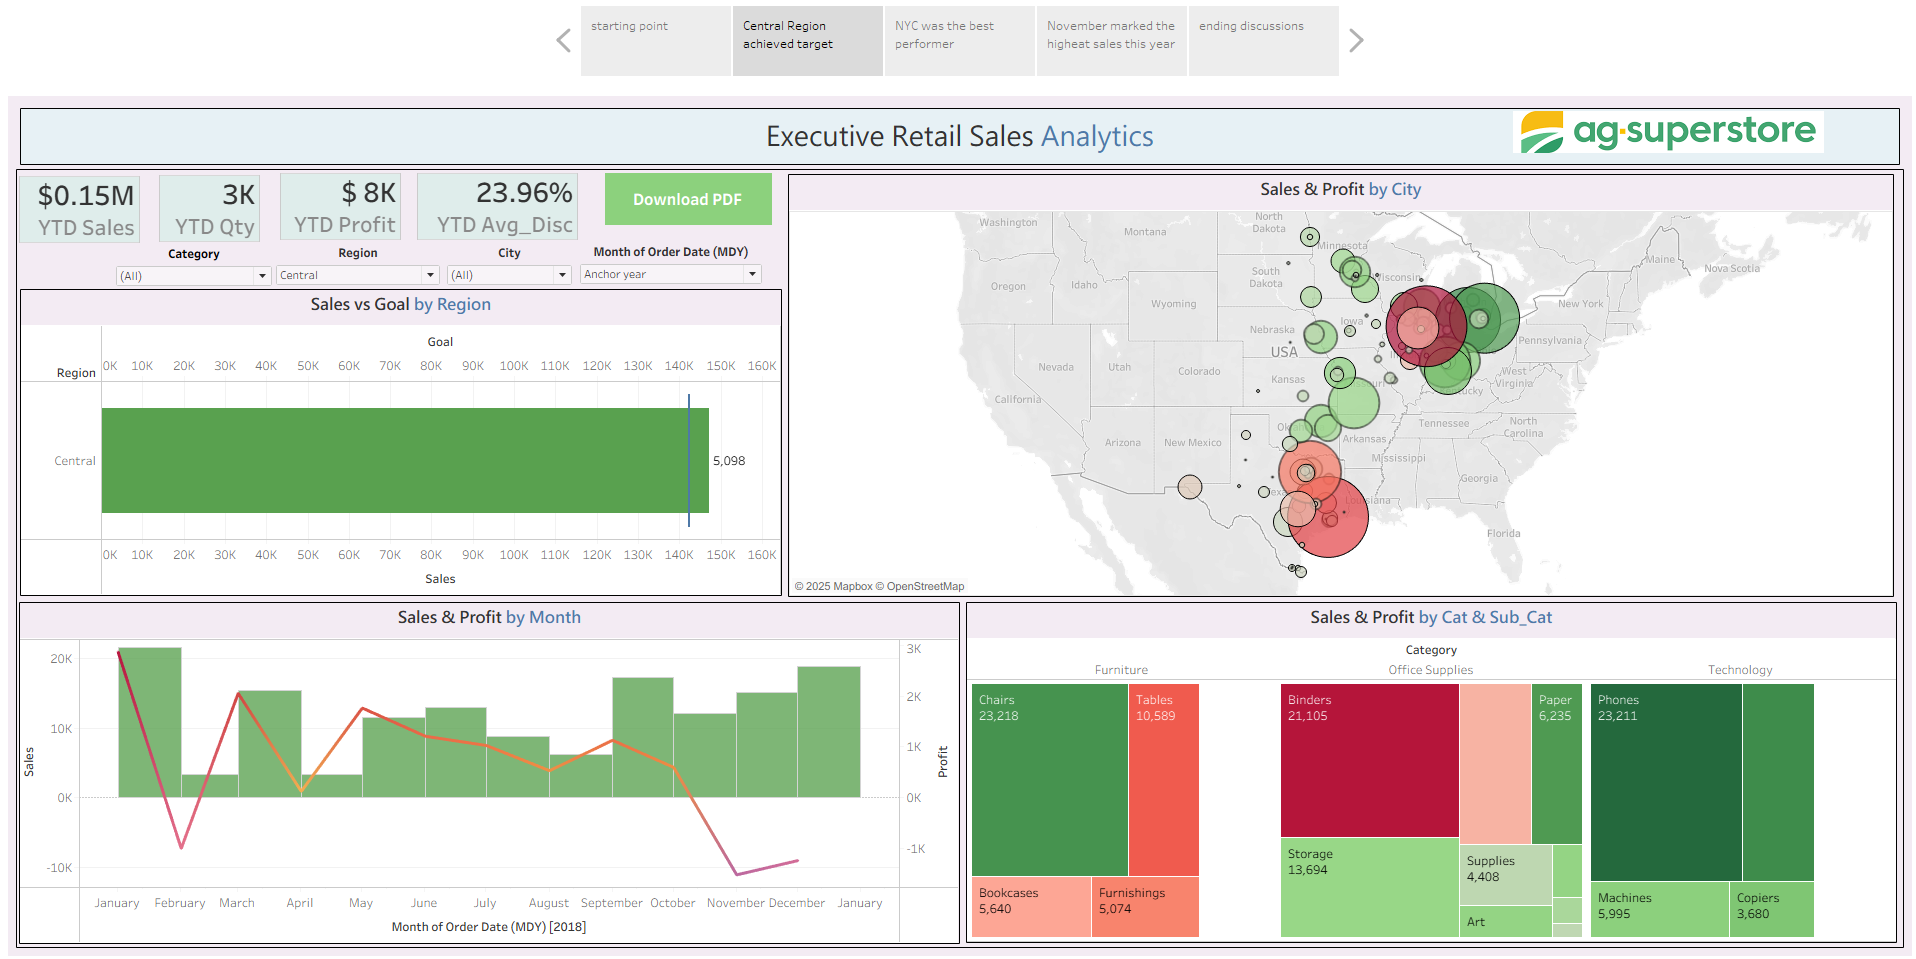 starting point
Central Region
achieved target
NYC was the best
performer
November marked the
higheat sales this year
ending discussions
Executive Retail Sales Analytics
ag·superstore
$0.15M
YTD Sales
3K
YTD Qty
$ 8K
YTD Profit
23.96%
YTD Avg_Disc
Download PDF
Category
Region
City
Month of Order Date (MDY)
(All)
Central
(All)
Anchor year
Sales vs Goal by Region
Goal
Region
0K 10K 20K 30K 40K 50K 60K 70K 80K 90K 100K 110K 120K 130K 140K 150K 160K
Central
5,098
0K 10K 20K 30K 40K 50K 60K 70K 80K 90K 100K 110K 120K 130K 140K 150K 160K
Sales
Sales & Profit by City
Washington
Montana
North
Dakota
Minnesota
Maine
Nova Scotia
Oregon
Idaho
South
Dakota
Wyoming
Iowa
New York
Nebraska
USA
Pennsylvania
Nevada
Utah
Colorado
Kansas
West
Virginia
California
Arizona
New Mexico
Arkansas
Tennessee
North
Carolina
Mississippi
Georgia
Florida
© 2025 Mapbox © OpenStreetMap
Sales & Profit by Month
20K
10K
0K
-10K
Sales
3K
2K
1K
0K
-1K
Profit
January February March April May June July August September October November December January
Month of Order Date (MDY) [2018]
Sales & Profit by Cat & Sub_Cat
Category
Furniture
Office Supplies
Technology
Chairs
23,218
Tables
10,589
Bookcases
5,640
Furnishings
5,074
Binders
21,105
Paper
6,235
Storage
13,694
Supplies
4,408
Art
Phones
23,211
Machines
5,995
Copiers
3,680